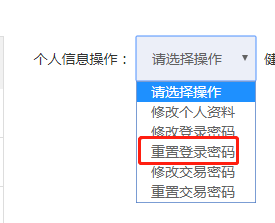 个人信息操作： 请选择操作 健
请选择操作
修改个人资料
修改登录密码
重置登录密码
修改交易密码
重置交易密码